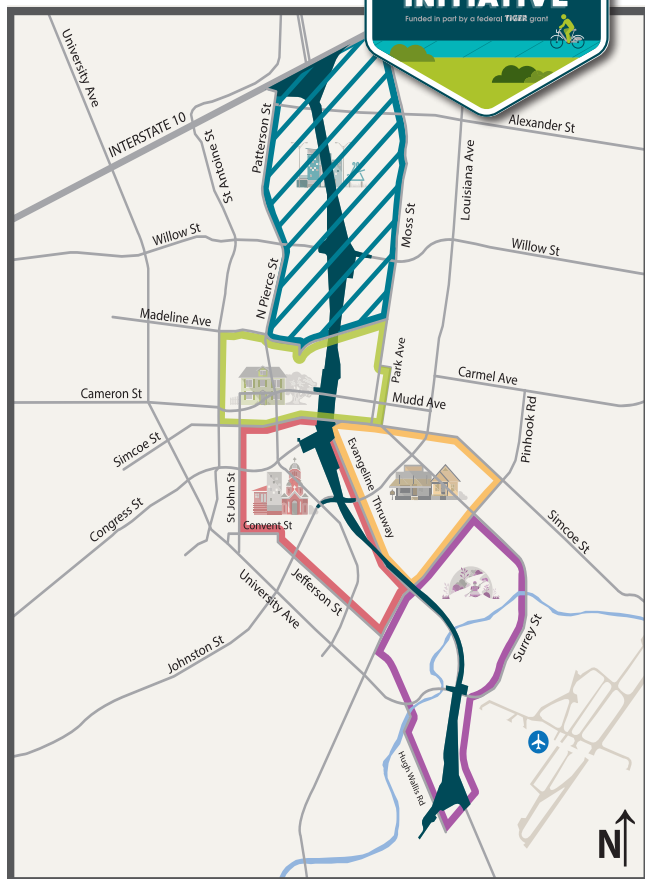 INITIATIVE
Funded in part by a federal TIGER grant
University Ave
INTERSTATE 10
Alexander St
Patterson St
St Antoine St
Louisiana Ave
Moss St
Willow St
Willow St
N Pierce St
Madeline Ave
Park Ave
Carmel Ave
Cameron St
Mudd Ave
Pinhook Rd
Simcoe St
Evangeline Thruway
St John St
Congress St
Convent St
Simcoe St
Jefferson St
University Ave
Surrey St
Johnston St
Hugh Wallis Rd
N